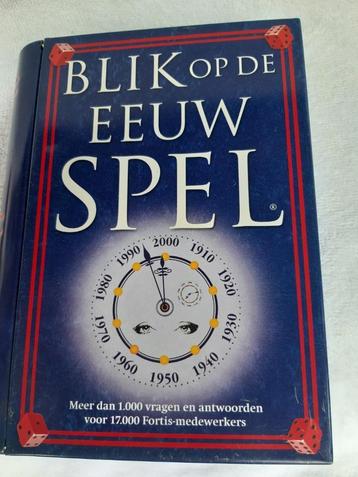 BLIK OP DE
EEUW
SPEL®
2000
1910
1920
1930
1940
1950
1960
1970
1980
1990
Meer dan 1.000 vragen en antwoorden
voor 17.000 Fortis-medewerkers